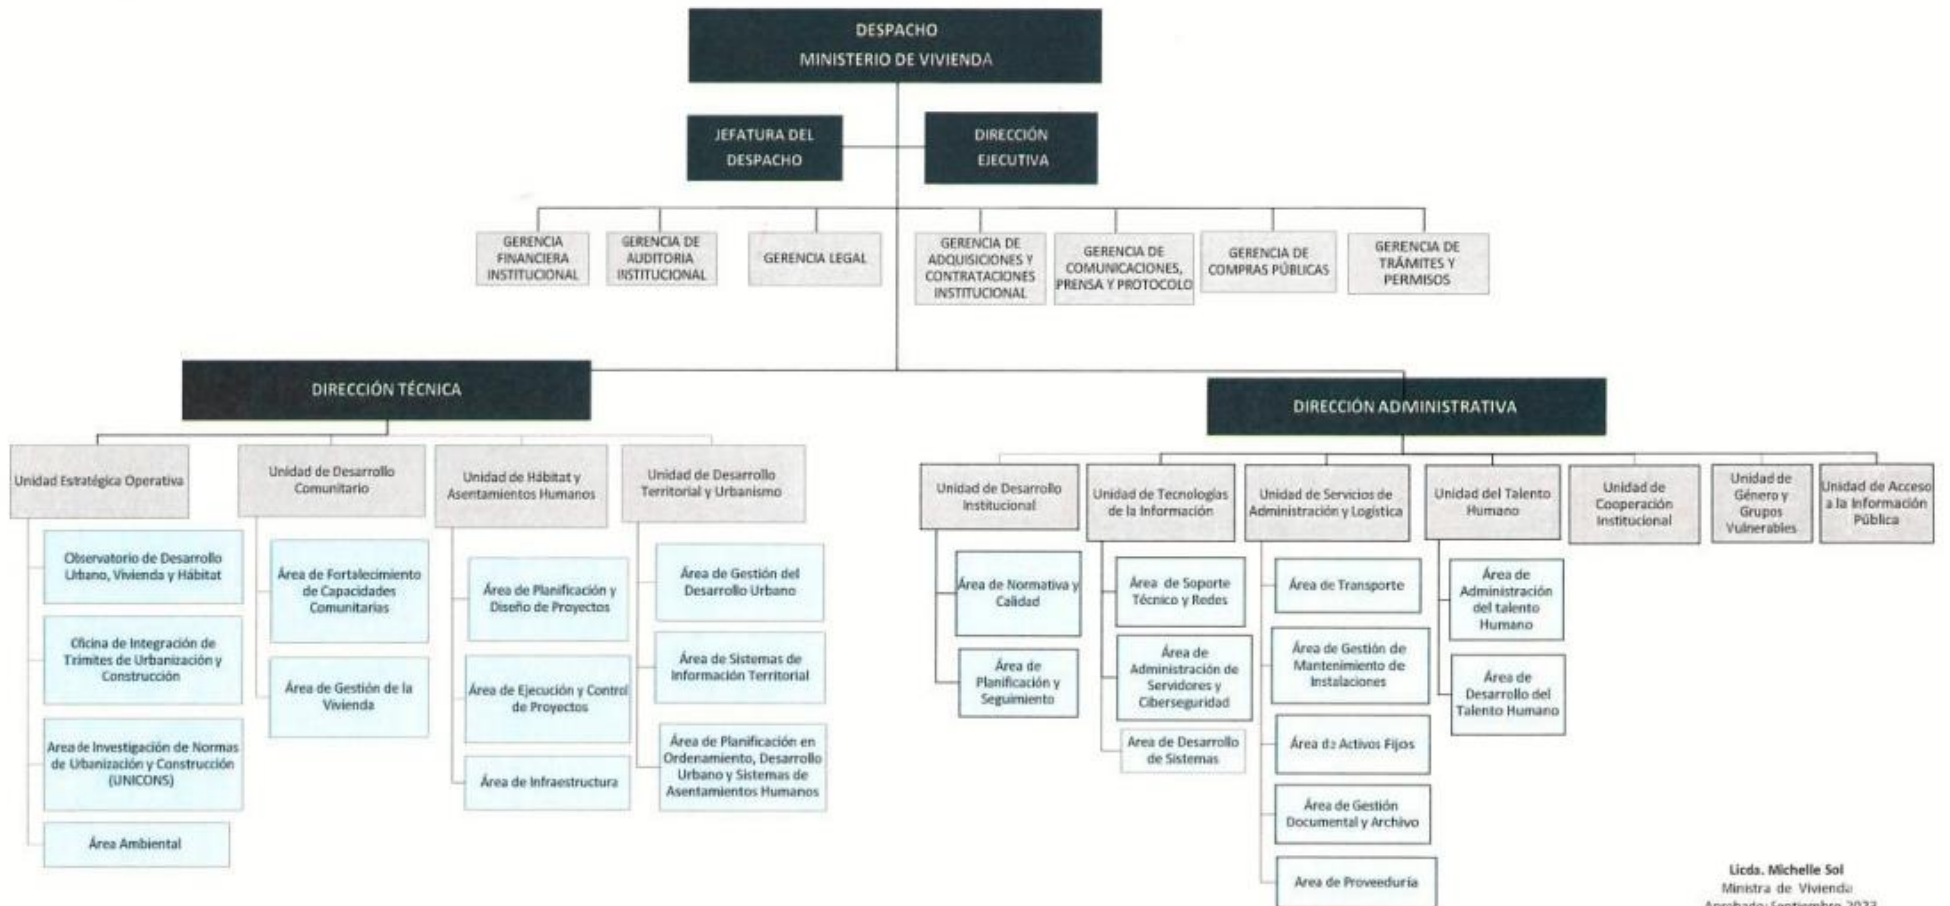 DESPACHO
MINISTERIO DE VIVIENDA
JEFATURA DEL
DESPACHO
DIRECCIÓN
EJECUTIVA
GERENCIA
FINANCIERA
INSTITUCIONAL
GERENCIA DE
AUDITORIA
INSTITUCIONAL
GERENCIA LEGAL
GERENCIA DE
ADQUISICIONES Y
CONTRATACIONES
INSTITUCIONAL
GERENCIA DE
COMUNICACIONES,
PRENSA Y PROTOCOLO
GERENCIA DE
COMPRAS PÚBLICAS
GERENCIA DE
TRÁMITES Y
PERMISOS
DIRECCIÓN TÉCNICA
DIRECCIÓN ADMINISTRATIVA
Unidad Estratégica Operativa
Unidad de Desarrollo
Comunitario
Unidad de Hábitat y
Asentamientos Humanos
Unidad de Desarrollo
Territorial y Urbanismo
Observatorio de Desarrollo
Urbano, Vivienda y Hábitat
Oficina de Integración de
Trámites de Urbanización y
Construcción
Area de Investigación de Normas
de Urbanización y Construcción
(UNICONS)
Área Ambiental
Área de Fortalecimiento
de Capacidades
Comunitarias
Área de Gestión de la
Vivienda
Área de Planificación y
Diseño de Proyectos
Área de Ejecución y Control
de Proyectos
Área de Infraestructura
Área de Gestión del
Desarrollo Urbano
Área de Sistemas de
Información Territorial
Área de Planificación en
Ordenamiento, Desarrollo
Urbano y Sistemas de
Asentamientos Humanos
Unidad de Desarrollo
Institucional
Unidad de Tecnologías
de la Información
Unidad de Servicios de
Administración y Logística
Unidad del Talento
Humano
Unidad de
Cooperación
Institucional
Unidad de
Género y
Grupos
Vulnerables
Unidad de Acceso
a la Información
Pública
Área de Normativa y
Calidad
Área de
Planificación y
Seguimiento
Área de Soporte
Técnico y Redes
Área de
Administración de
Servidores y
Ciberseguridad
Area de Desarrollo
de Sistemas
Área de Transporte
Área de Gestión de
Mantenimiento de
Instalaciones
Área de Activos Fijos
Área de Gestión
Documental y Archivo
Area de Proveeduría
Área de
Administración
del talento
Humano
Área de
Desarrollo del
Talento Humano
Licda. Michelle Sol
Ministra de Vivienda
Aprobado: Septiembre 2023